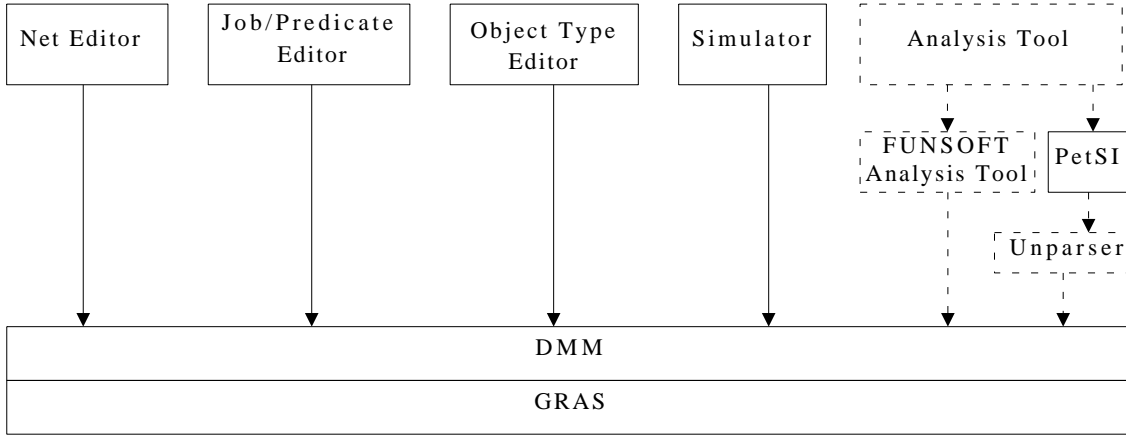 Net Editor
Job/Predicate
Editor
Object Type
Editor
Simulator
Analysis Tool
FUNSOFT
Analysis Tool
PetSI
Unparser
DMM
GRAS